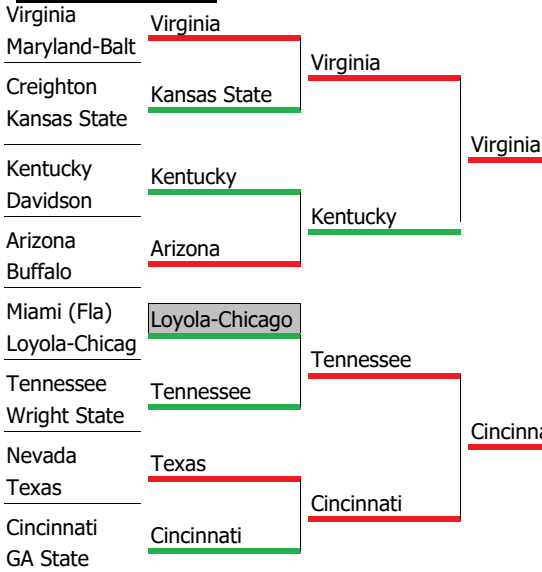 Virginia
Maryland-Balt
Creighton
Kansas State
Kentucky
Davidson
Arizona
Buffalo
Miami (Fla)
Loyola-Chicag
Tennessee
Wright State
Nevada
Texas
Cincinnati
GA State
Virginia
Kansas State
Kentucky
Arizona
Loyola-Chicago
Tennessee
Texas
Cincinnati
Virginia
Kentucky
Tennessee
Cincinnati
Virginia
Cincinna